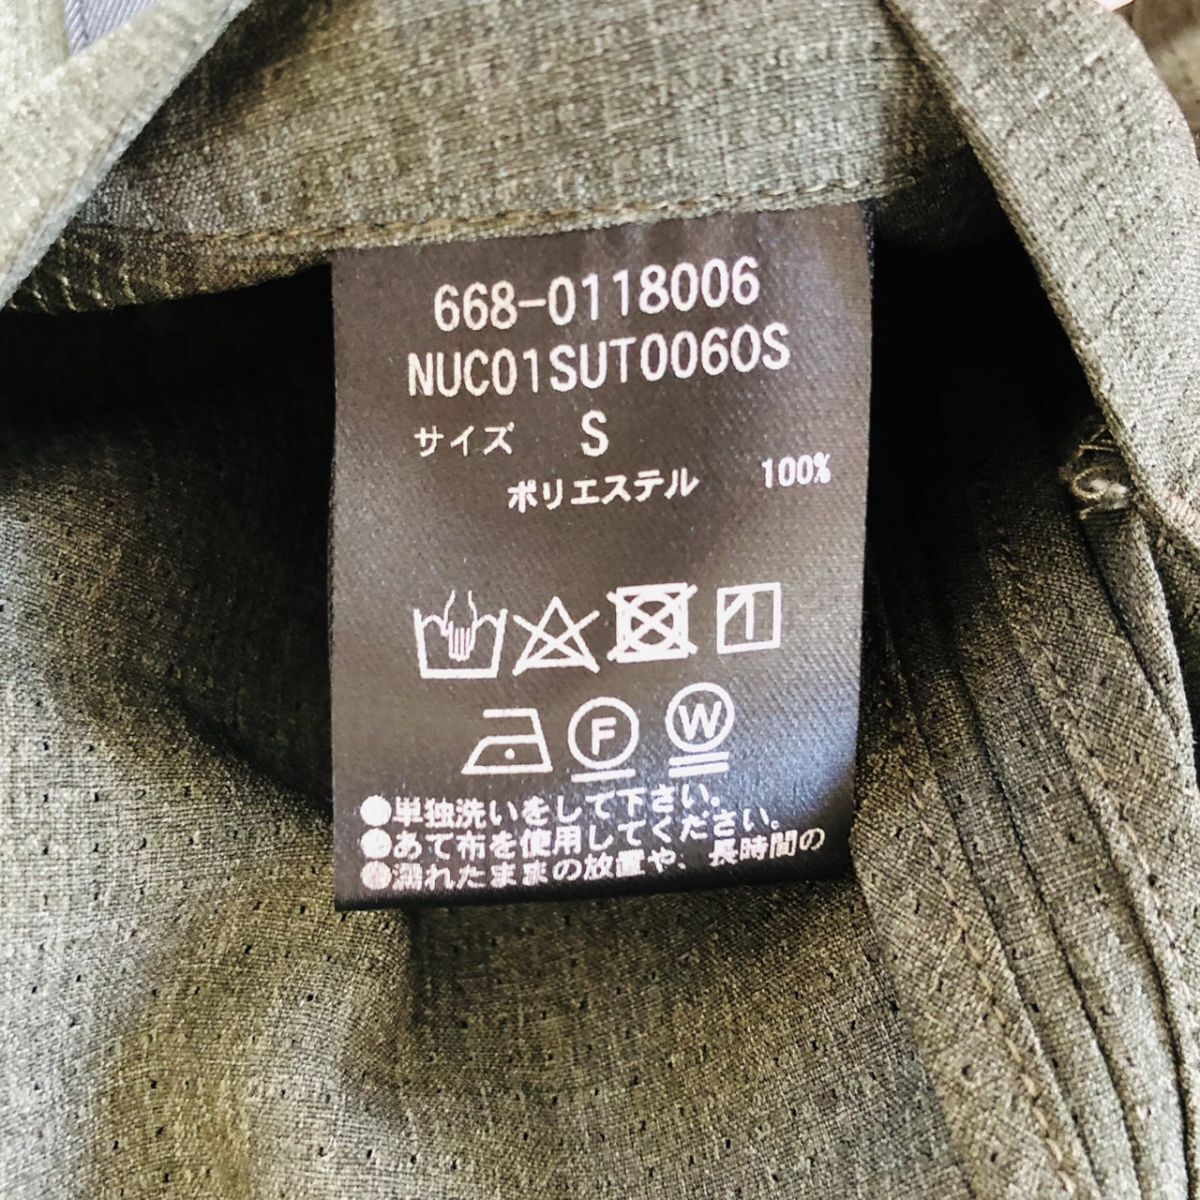 668-0118006
NUC01SUT0060S
サイズ S
ポリエステル 100%
F W
●単独洗いをして下さい。
●あて布を使用してください。
●濡れたままの放置や、長時間の